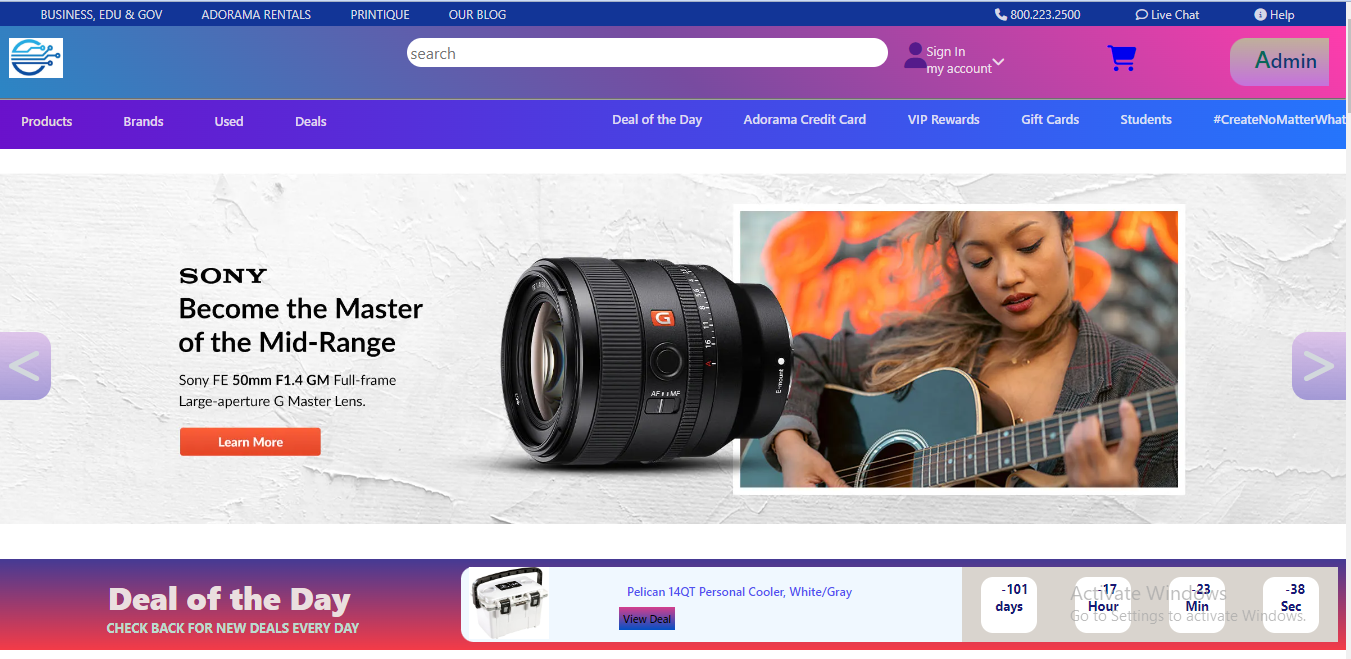 BUSINESS, EDU & GOV ADORAMA RENTALS PRINTIQUE OUR BLOG 800.223.2500 Live Chat Help
search
Sign In
my account
Admin
Products Brands Used Deals Deal of the Day Adorama Credit Card VIP Rewards Gift Cards Students #CreateNoMatterWhat
SONY
Become the Master
of the Mid-Range
Sony FE 50mm F1.4 GM Full-frame
Large-aperture G Master Lens.
Learn More
G
AF MF
E-mount
<
>
Deal of the Day
CHECK BACK FOR NEW DEALS EVERY DAY
Pelican 14QT Personal Cooler, White/Gray
View Deal
-101 -17 -23 -38
days Hour Min Sec
Activate Windows
Go to Settings to activate Windows.